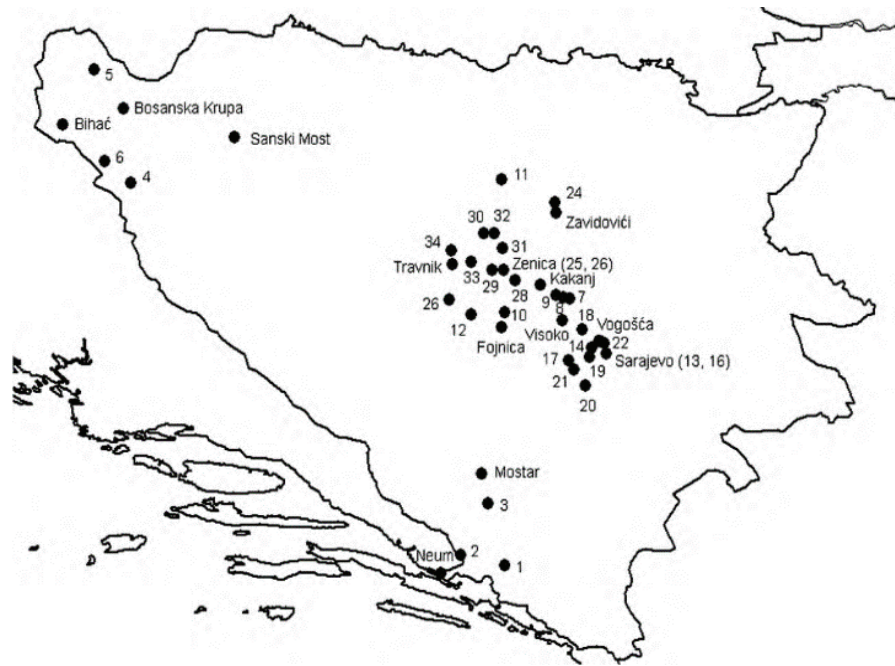 5
Bosanska Krupa
Bihać
Sanski Most
6
4
11
24
Zavidovići
30 32
34
31
Travnik
33
29
Zenica (25, 26)
28
Kakanj
26
9
8
7
12
10
Fojnica
Visoko
18
Vogošća
14
22
17
19
Sarajevo (13, 16)
21
20
Mostar
3
Neum
2
1